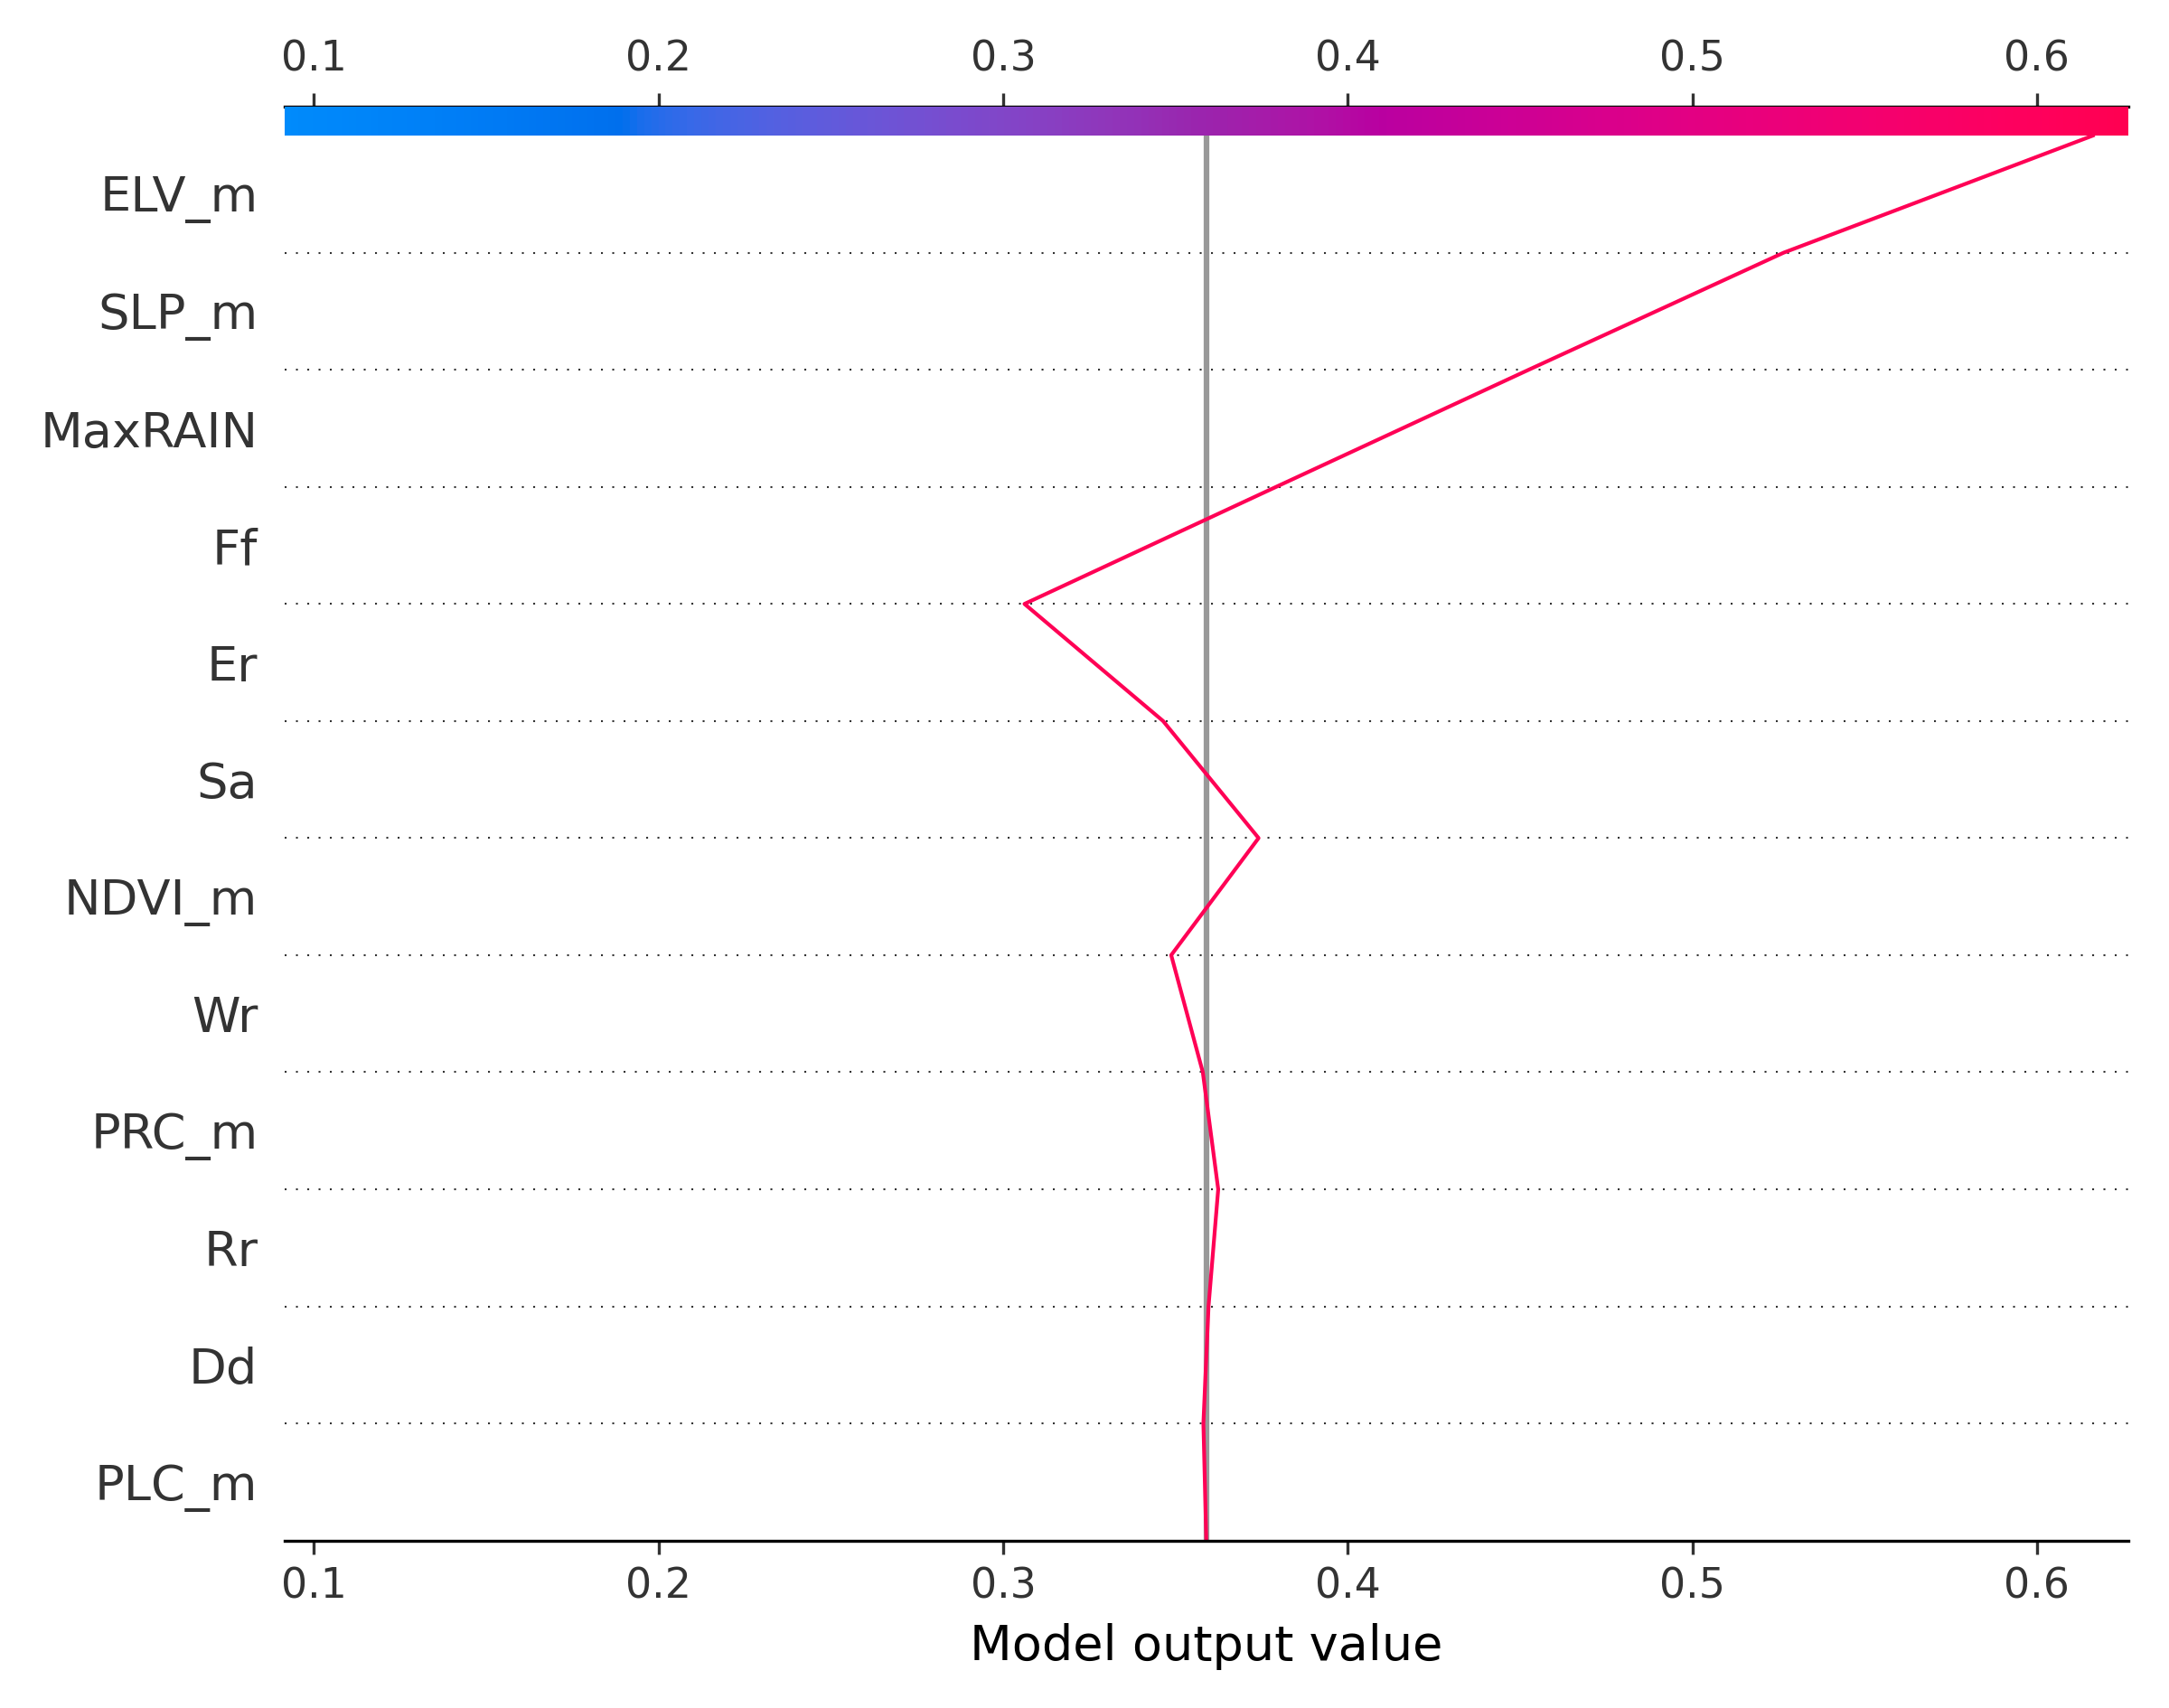 0.1 0.2 0.3 0.4 0.5 0.6
ELV_m
SLP_m
MaxRAIN
Ff
Er
Sa
NDVI_m
Wr
PRC_m
Rr
Dd
PLC_m
0.1 0.2 0.3 0.4 0.5 0.6
Model output value